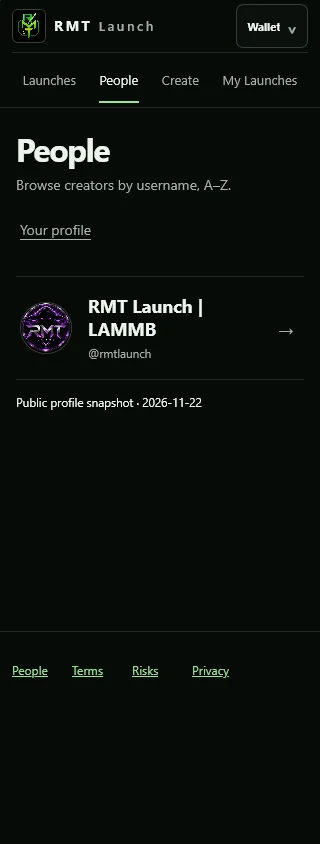 RMT Launch
Wallet
Launches People Create My Launches
People
Browse creators by username, A–Z.
Your profile
RMT
RMT Launch |
LAMMB
@rmtlaunch
→
Public profile snapshot · 2026-11-22
People Terms Risks Privacy